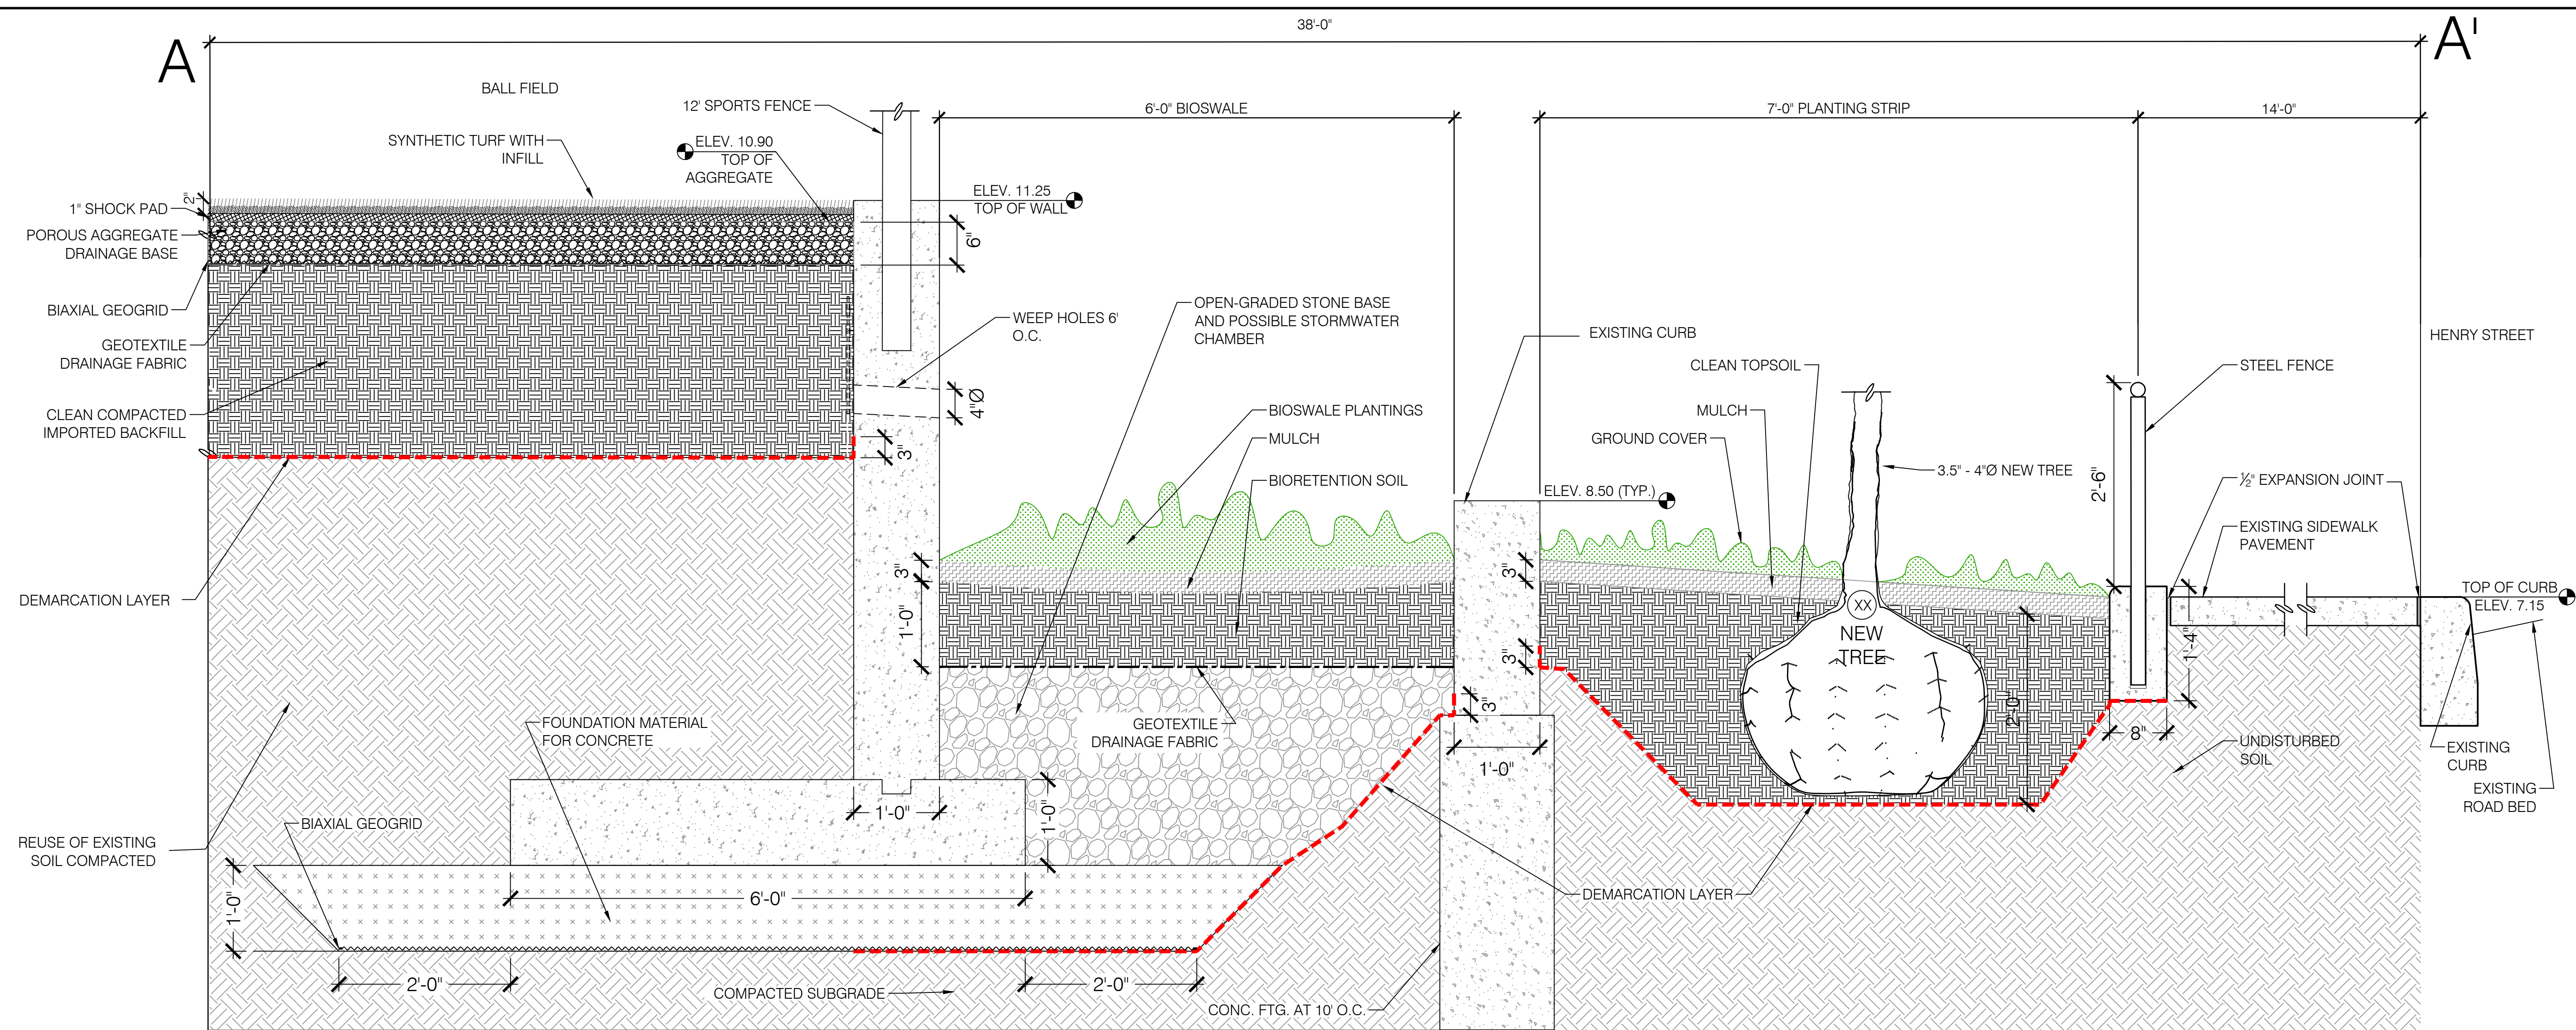 38'-0"
A
A'
BALL FIELD
12' SPORTS FENCE
6'-0" BIOSWALE
7'-0" PLANTING STRIP
14'-0"
SYNTHETIC TURF WITH
INFILL
ELEV. 10.90
TOP OF
AGGREGATE
ELEV. 11.25
TOP OF WALL
2"
1" SHOCK PAD
POROUS AGGREGATE
DRAINAGE BASE
6"
BIAXIAL GEOGRID
GEOTEXTILE
DRAINAGE FABRIC
CLEAN COMPACTED
IMPORTED BACKFILL
WEEP HOLES 6'
O.C.
4"Ø
3"
OPEN-GRADED STONE BASE
AND POSSIBLE STORMWATER
CHAMBER
EXISTING CURB
HENRY STREET
CLEAN TOPSOIL
STEEL FENCE
BIOSWALE PLANTINGS
MULCH
MULCH
GROUND COVER
BIORETENTION SOIL
3.5" - 4"Ø NEW TREE
2'-6"
½" EXPANSION JOINT
ELEV. 8.50 (TYP.)
EXISTING SIDEWALK
PAVEMENT
3"
3"
TOP OF CURB
ELEV. 7.15
DEMARCATION LAYER
1'-0"
XX
NEW
TREE
1'-4"
3"
3"
2'-0"
FOUNDATION MATERIAL
FOR CONCRETE
GEOTEXTILE
DRAINAGE FABRIC
8"
UNDISTURBED
SOIL
EXISTING
CURB
1'-0"
EXISTING
ROAD BED
1'-0"
1'-0"
BIAXIAL GEOGRID
REUSE OF EXISTING
SOIL COMPACTED
1'-0"
6'-0"
DEMARCATION LAYER
2'-0"
2'-0"
COMPACTED SUBGRADE
CONC. FTG. AT 10' O.C.